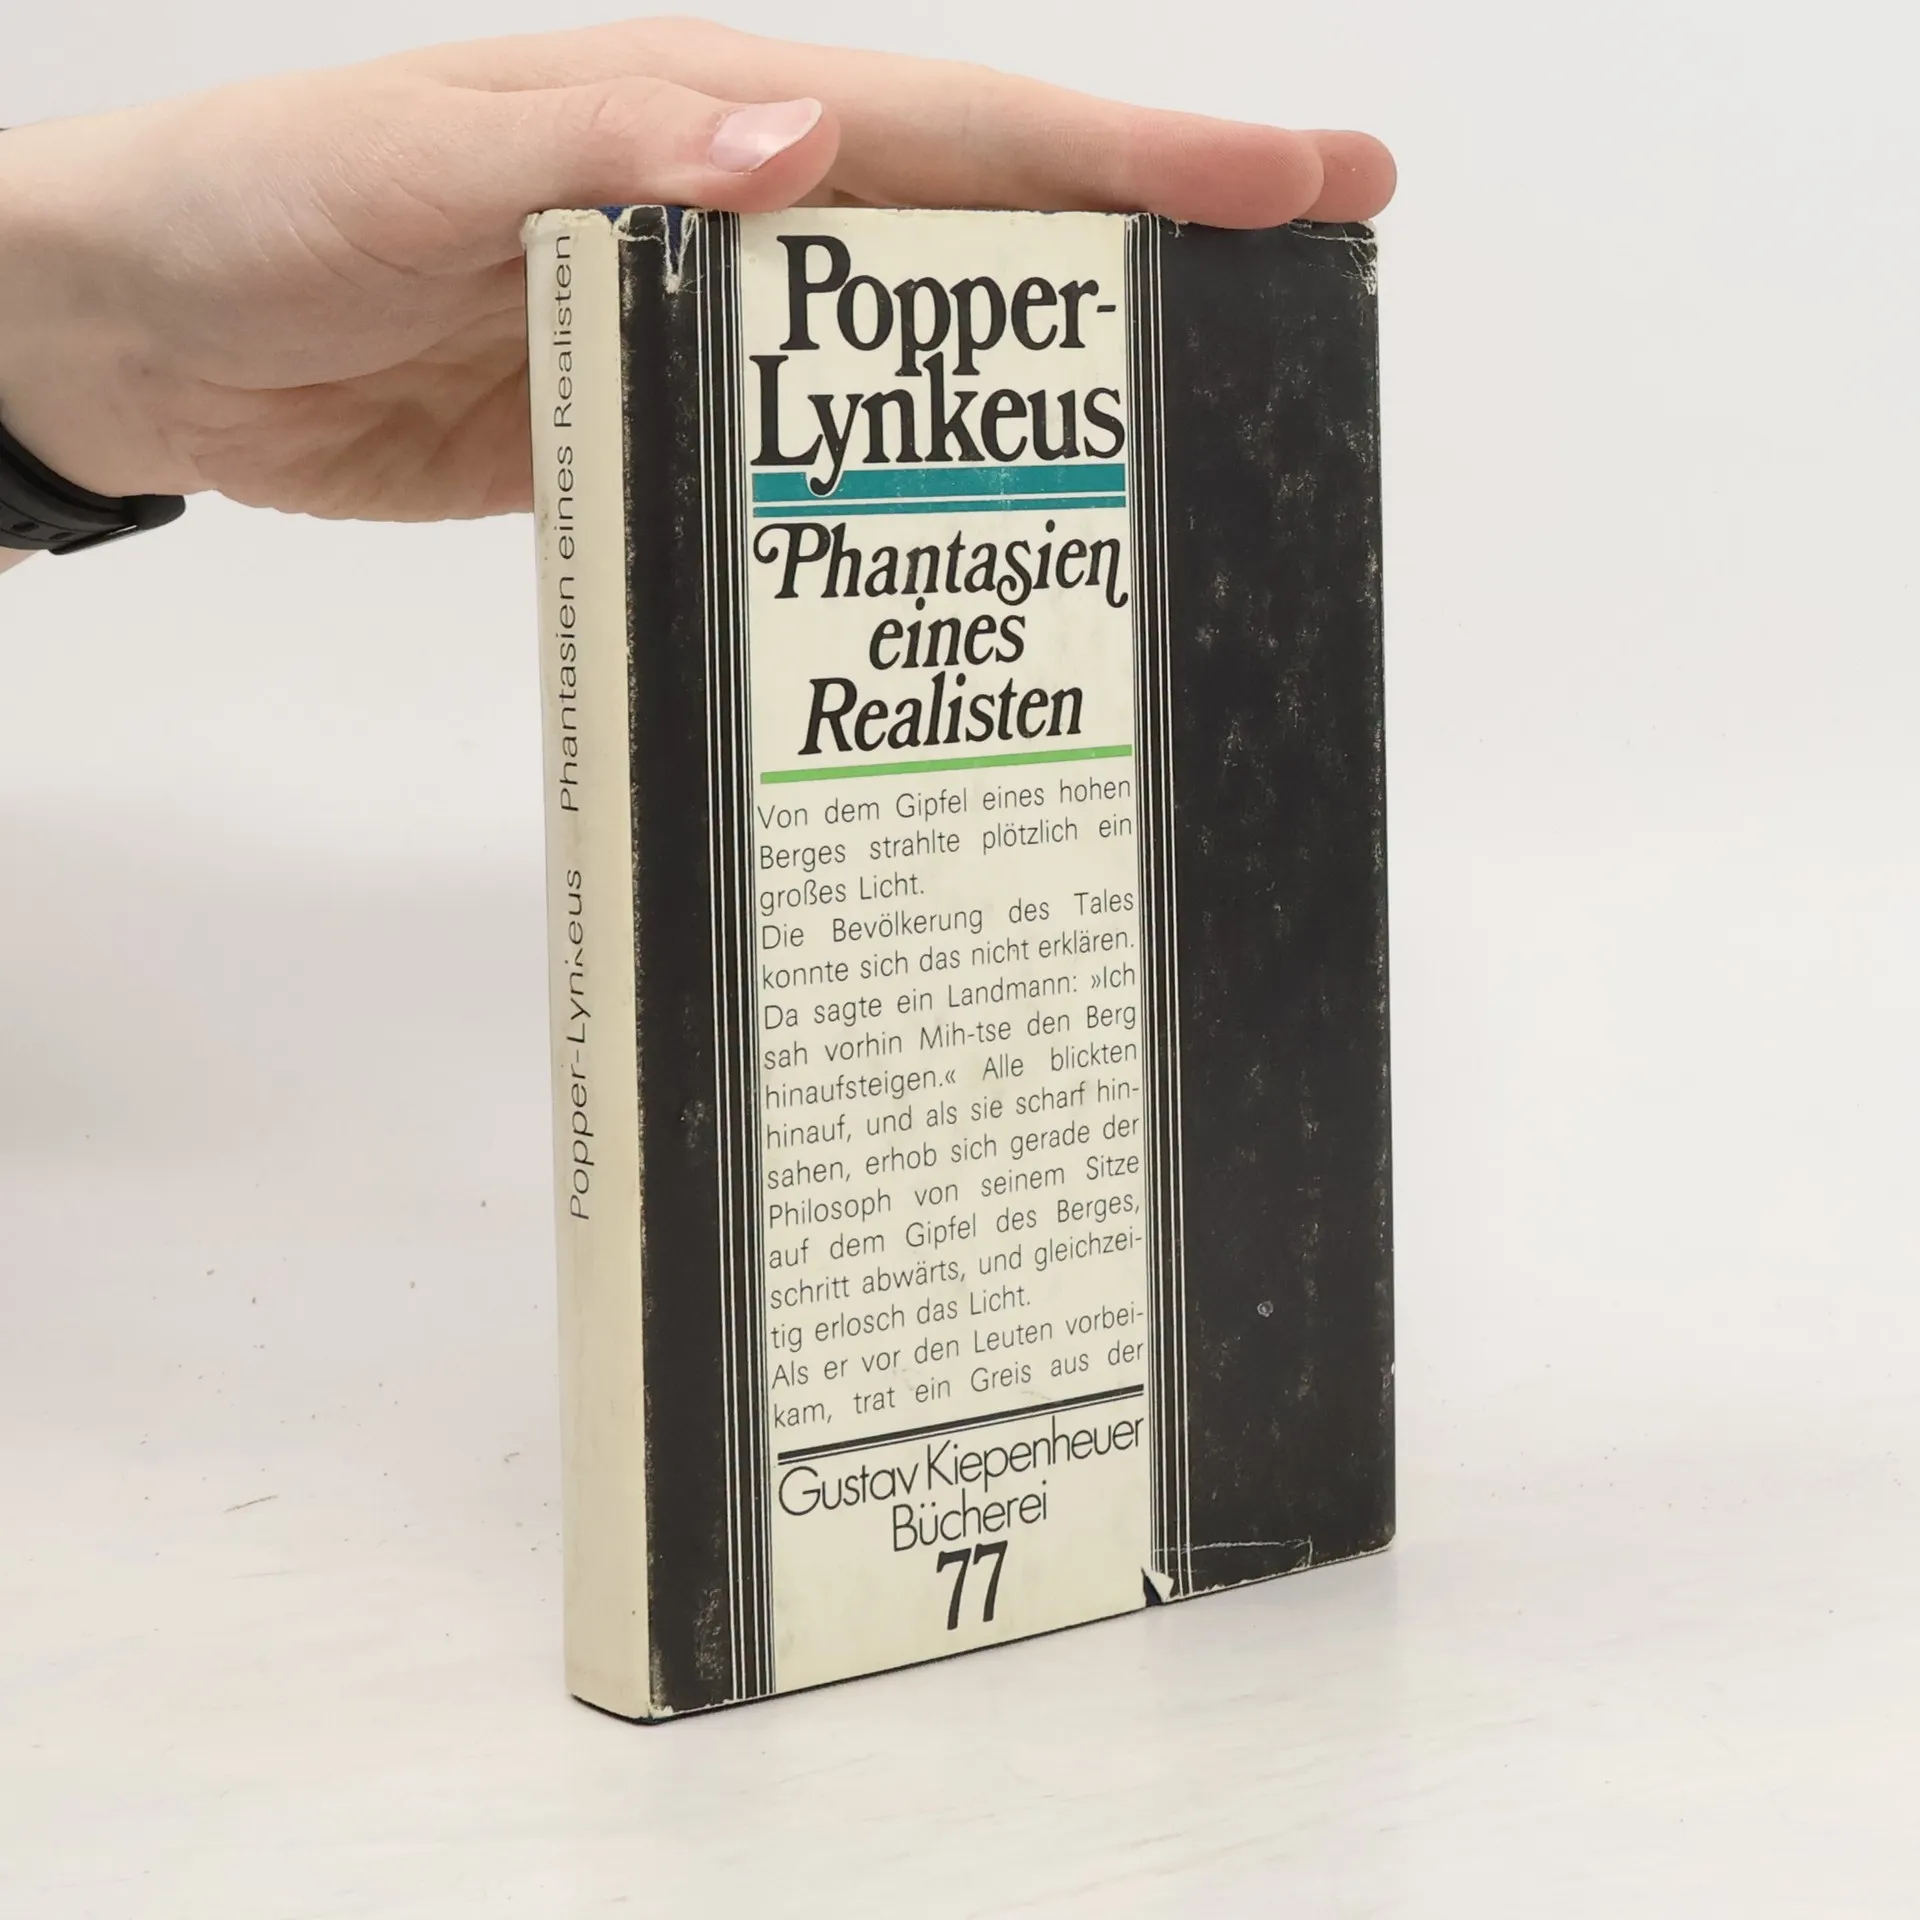 Popper-Lynkeus Phantasien eines Realisten
Popper-
Lynkeus
Phantasien
eines
Realisten
Von dem Gipfel eines hohen
Berges strahlte plötzlich ein
großes Licht.
Die Bevölkerung des Tales
konnte sich das nicht erklären.
Da sagte ein Landmann: »Ich
sah vorhin Mih-tse den Berg
hinaufsteigen.« Alle blickten
hinauf, und als sie scharf hin-
sahen, erhob sich gerade der
Philosoph von seinem Sitze
auf dem Gipfel des Berges,
schritt abwärts, und gleichzei-
tig erlosch das Licht.
Als er vor den Leuten vorbei-
kam, trat ein Greis aus der
Gustav Kiepenheuer
Bücherei
77